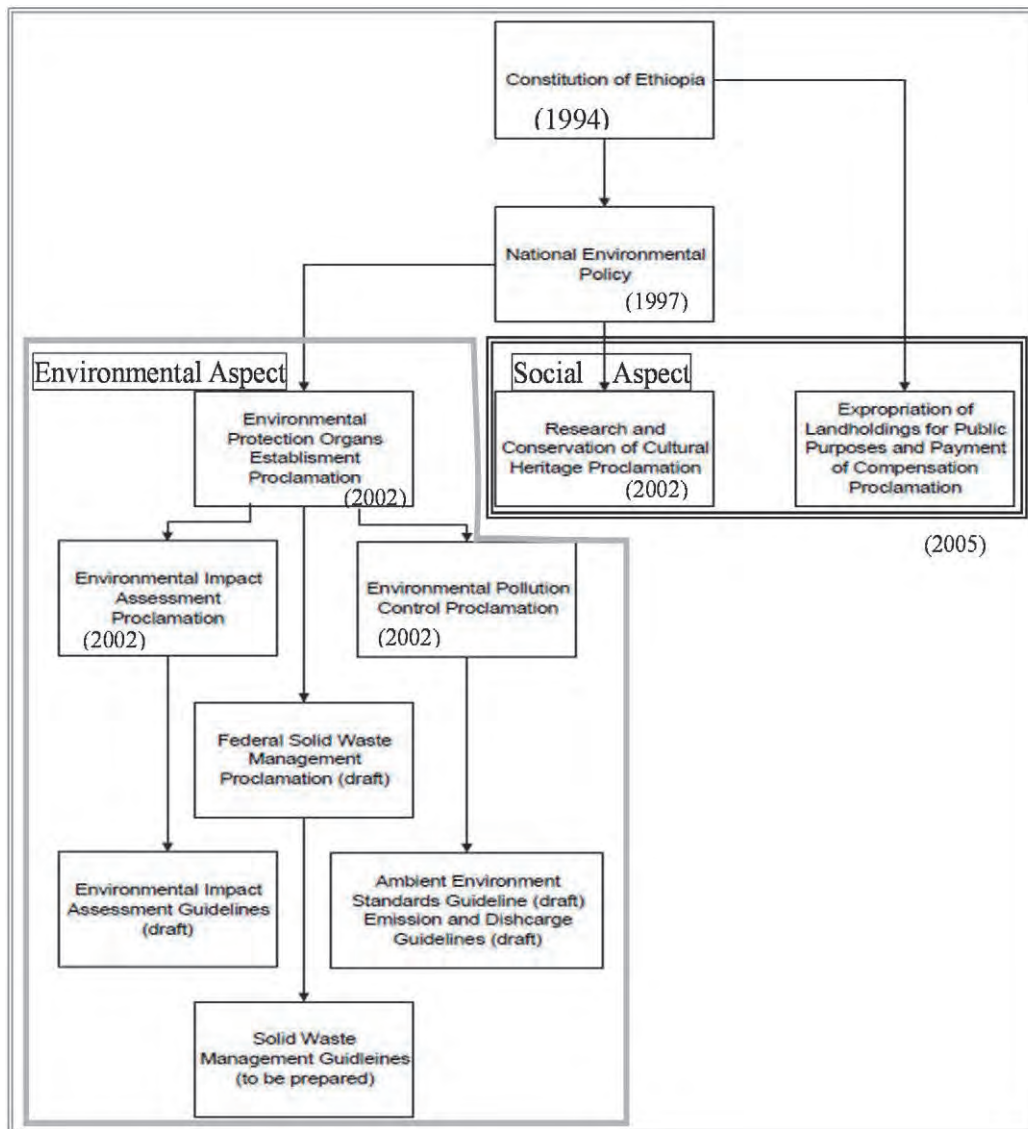 Constitution of Ethiopia
(1994)
National Environmental
Policy
(1997)
Environmental Aspect
Social Aspect
Environmental
Protection Organs
Establisment
Proclamation
(2002)
Research and
Conservation of Cultural
Heritage Proclamation
(2002)
Expropriation of
Landholdings for Public
Purposes and Payment
of Compensation
Proclamation
(2005)
Environmental Impact
Assessment
Proclamation
(2002)
Environmental Pollution
Control Proclamation
(2002)
Federal Solid Waste
Management
Proclamation (draft)
Environmental Impact
Assessment Guidelines
(draft)
Ambient Environment
Standards Guideline (draft)
Emission and Dishcarge
Guidelines (draft)
Solid Waste
Management Guidleines
(to be prepared)